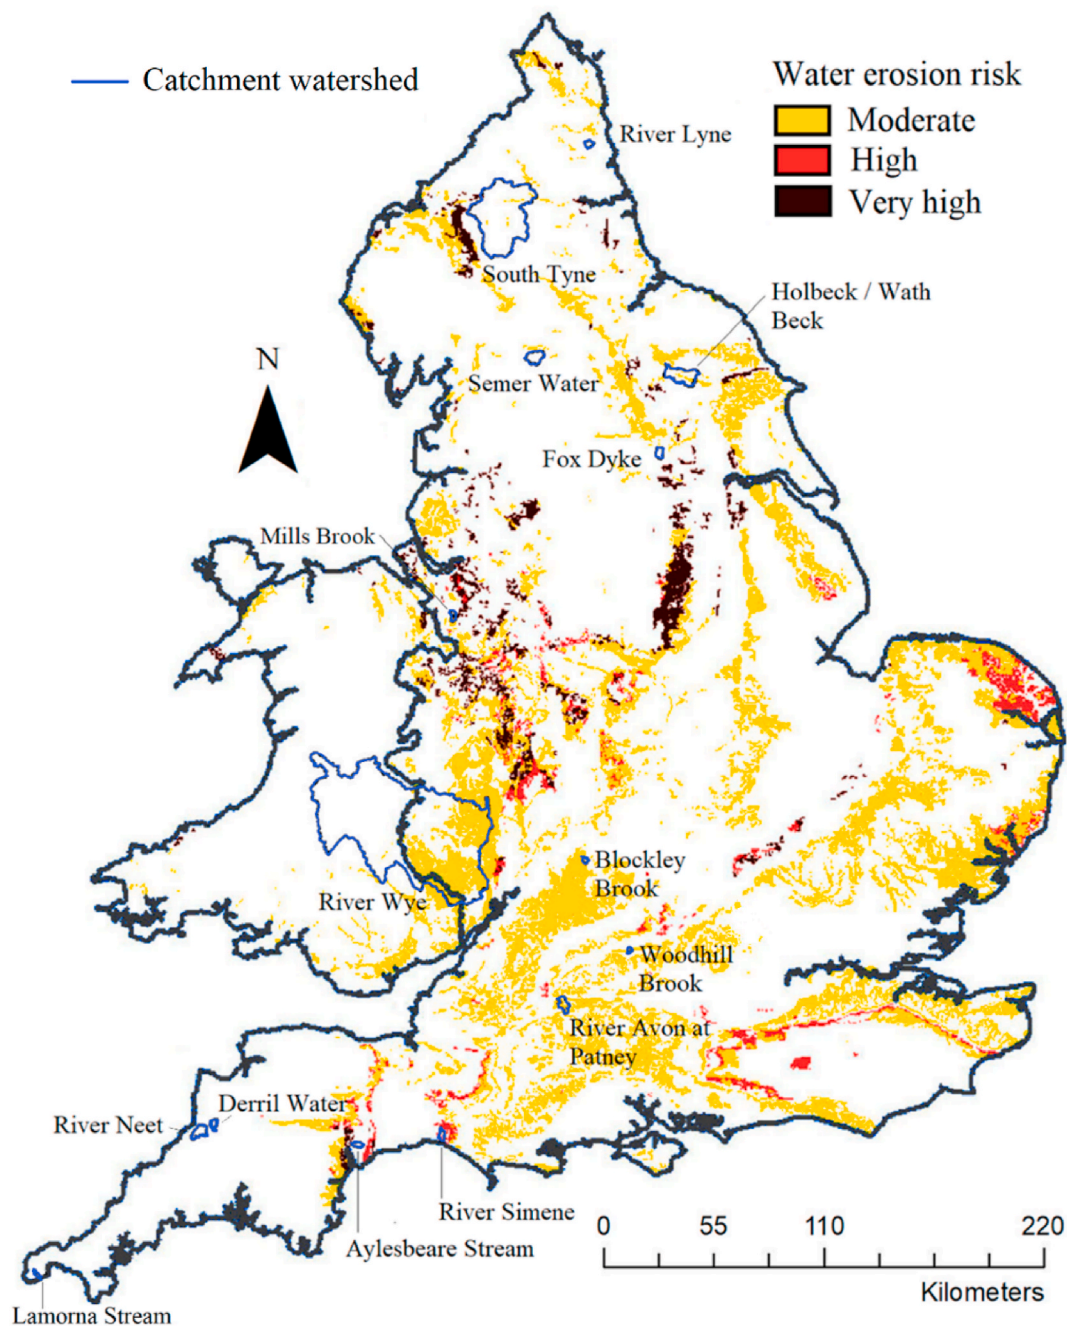 Catchment watershed
Water erosion risk
Moderate
High
Very high
River Lyne
South Tyne
Holbeck / Wath
Beck
N
Semer Water
Fox Dyke
Mills Brook
Blockley
Brook
River Wye
Woodhill
Brook
River Avon at
Patney
Derril Water
River Neet
River Simene
Aylesbeare Stream
Lamorna Stream
0 55 110 220
Kilometers